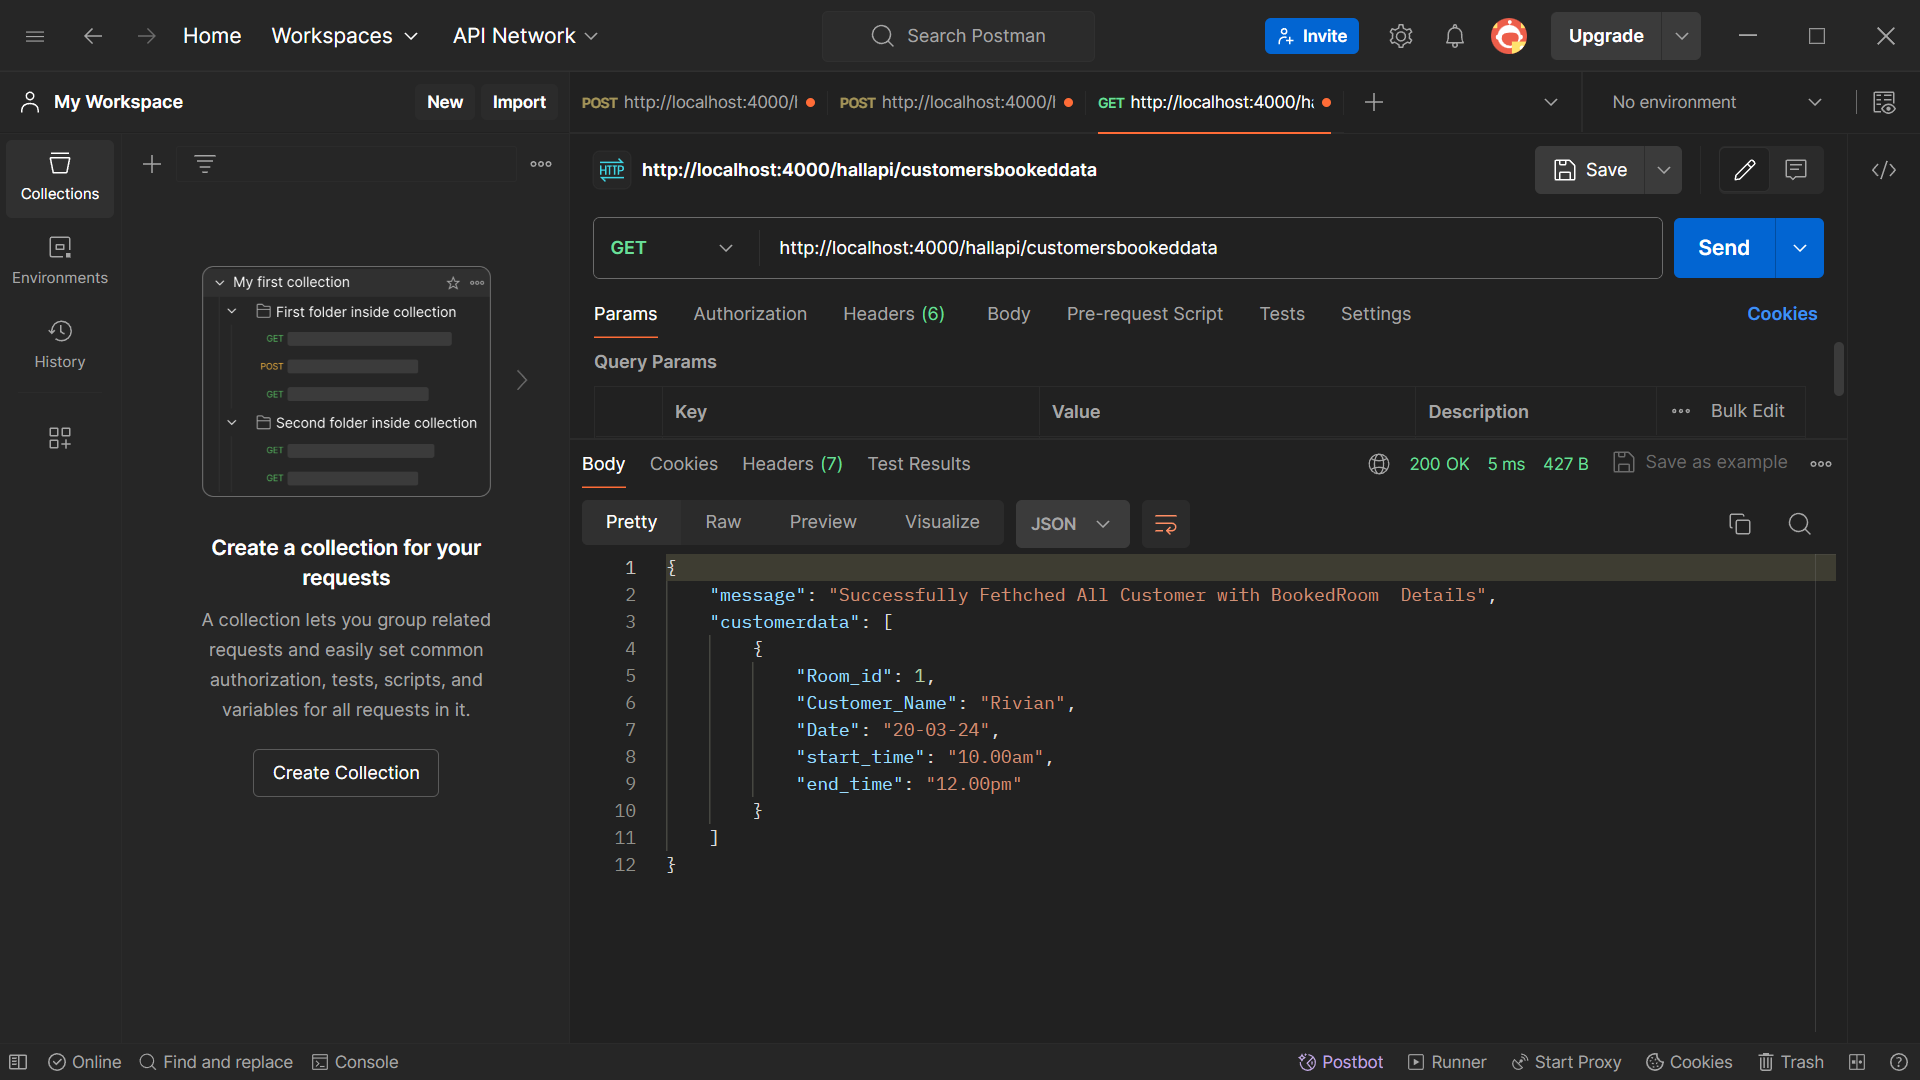 Home Workspaces API Network Search Postman Invite Upgrade
My Workspace New Import POST http://localhost:4000/l POST http://localhost:4000/l GET http://localhost:4000/ha No environment
HTTP http://localhost:4000/hallapi/customersbookeddata Save
Collections
Environments
History
My first collection
First folder inside collection
GET
POST
GET
Second folder inside collection
GET
GET
Create a collection for your
requests
A collection lets you group related
requests and easily set common
authorization, tests, scripts, and
variables for all requests in it.
Create Collection
GET http://localhost:4000/hallapi/customersbookeddata Send
Params Authorization Headers (6) Body Pre-request Script Tests Settings Cookies
Query Params
Key Value Description Bulk Edit
Body Cookies Headers (7) Test Results 200 OK 5 ms 427 B Save as example
Pretty Raw Preview Visualize JSON
1 {
2 "message": "Successfully Fethched All Customer with BookedRoom  Details",
3 "customerdata": [
4 {
5 "Room_id": 1,
6 "Customer_Name": "Rivian",
7 "Date": "20-03-24",
8 "start_time": "10.00am",
9 "end_time": "12.00pm"
10 }
11 ]
12 }
Online Find and replace Console Postbot Runner Start Proxy Cookies Trash